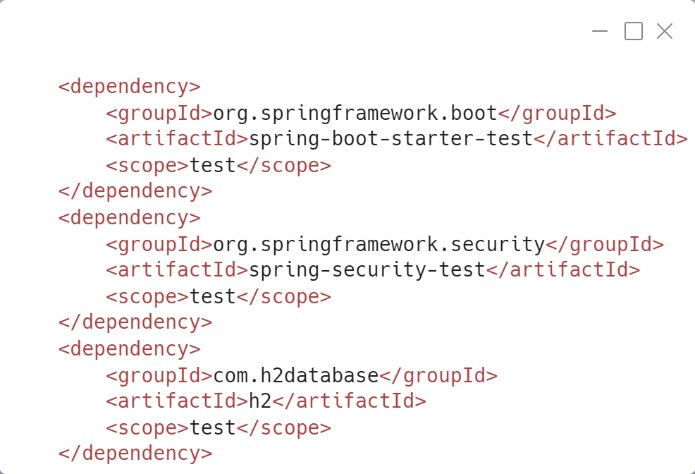 <dependency>
    <groupId>org.springframework.boot</groupId>
    <artifactId>spring-boot-starter-test</artifactId>
    <scope>test</scope>
</dependency>
<dependency>
    <groupId>org.springframework.security</groupId>
    <artifactId>spring-security-test</artifactId>
    <scope>test</scope>
</dependency>
<dependency>
    <groupId>com.h2database</groupId>
    <artifactId>h2</artifactId>
    <scope>test</scope>
</dependency>